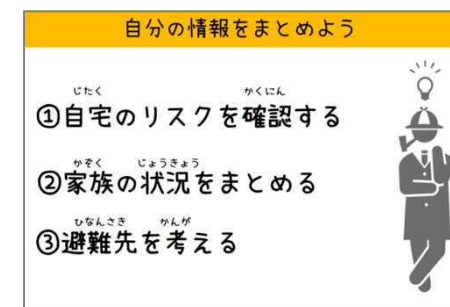 自分の情報をまとめよう
じたく かくにん
①自宅のリスクを確認する
かぞく じょうきょう
②家族の状況をまとめる
ひなんさき かんが
③避難先を考える